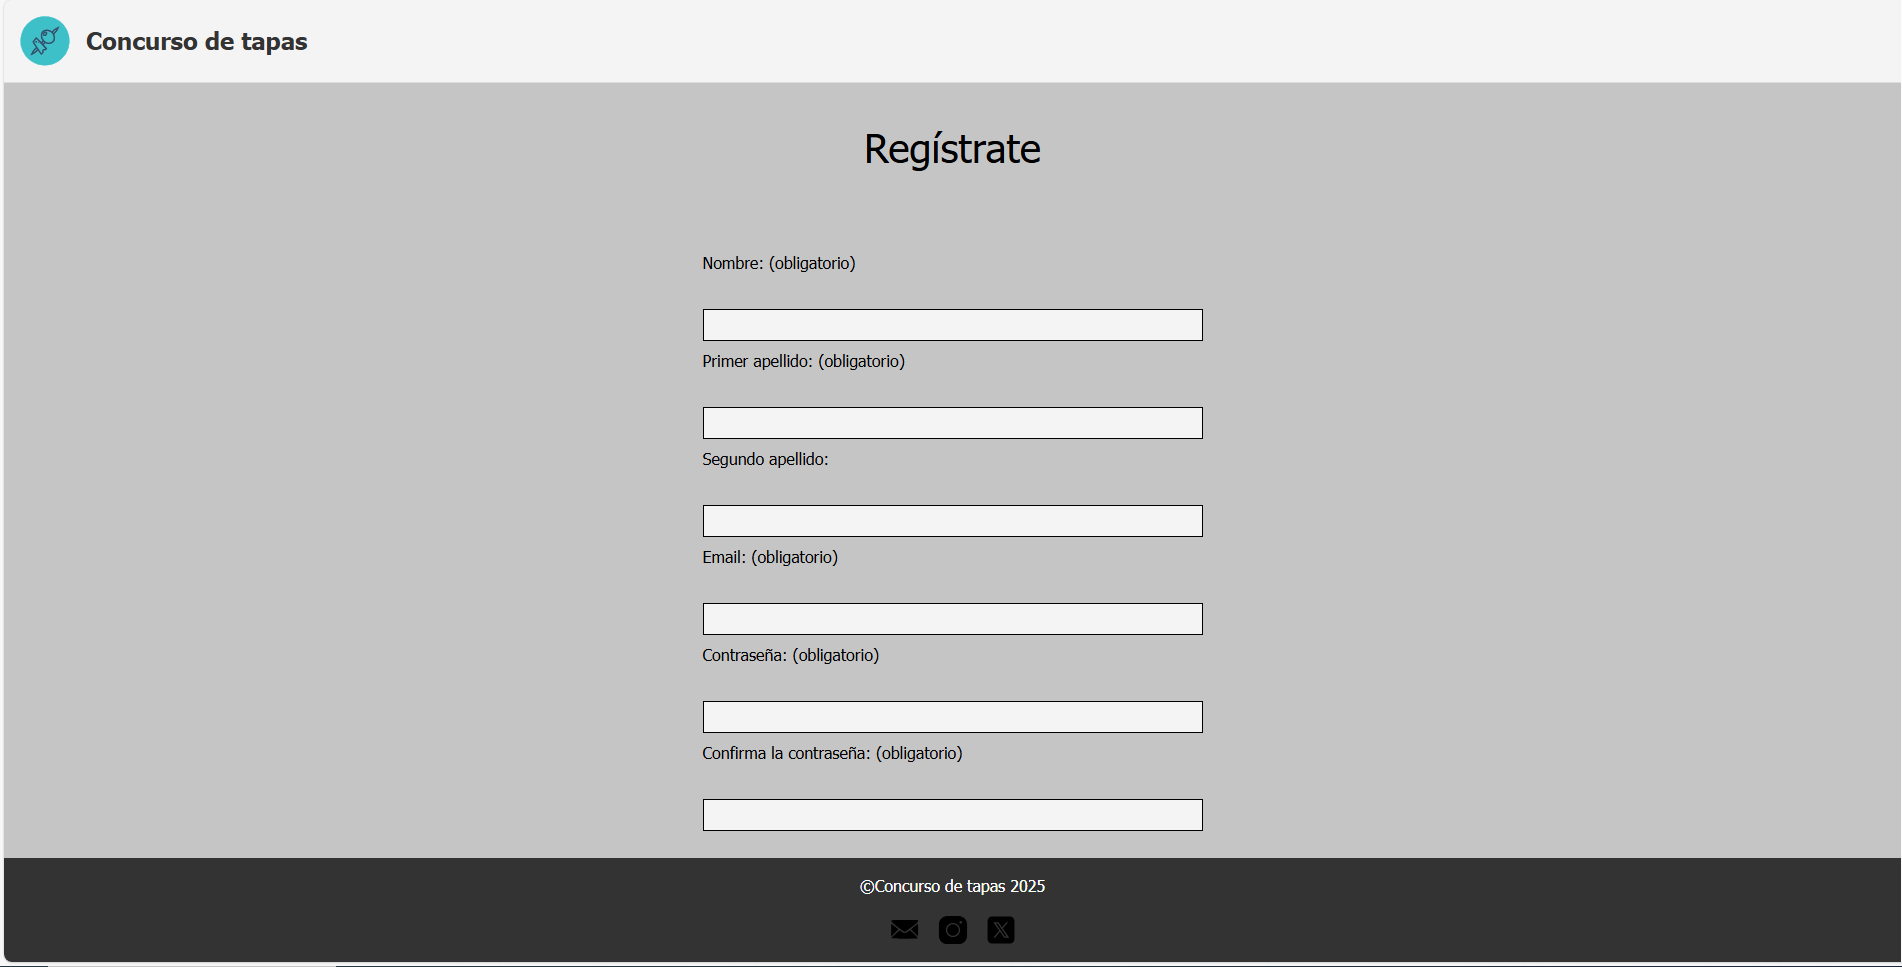 Concurso de tapas
Regístrate
Nombre: (obligatorio)
Primer apellido: (obligatorio)
Segundo apellido:
Email: (obligatorio)
Contraseña: (obligatorio)
Confirma la contraseña: (obligatorio)
©Concurso de tapas 2025